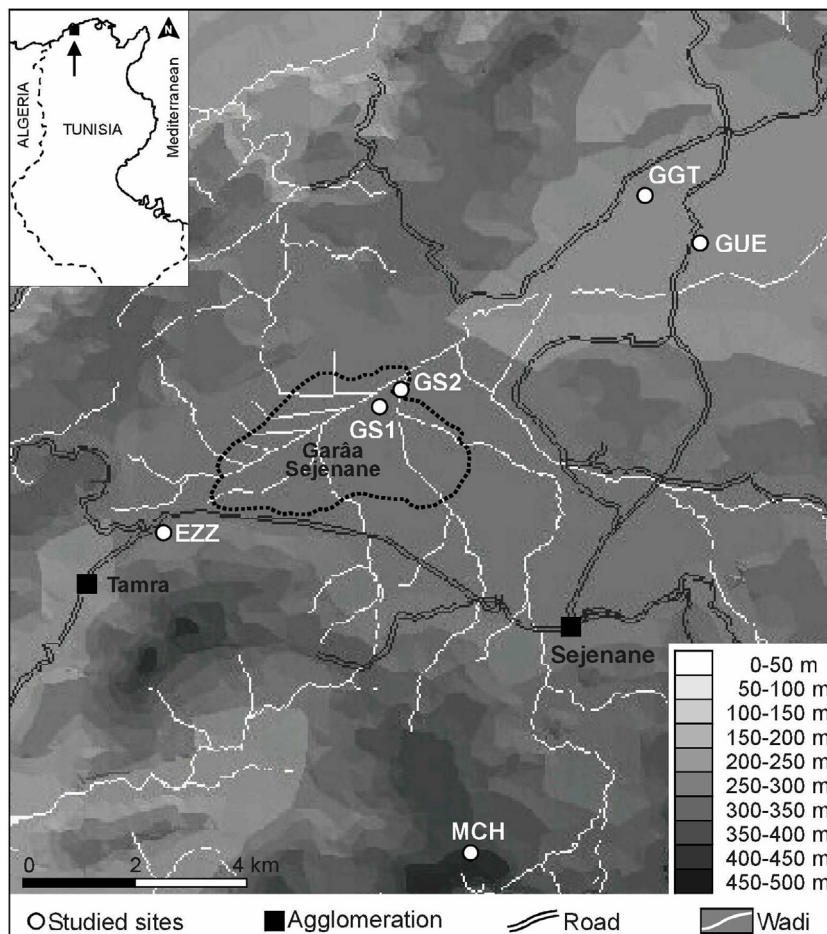 N
ALGERIA
TUNISIA
Mediterranean
GGT
GUE
GS2
GS1
Garâa
Sejenane
EZZ
Tamra
Sejenane
MCH
0 2 4 km
0-50 m
50-100 m
100-150 m
150-200 m
200-250 m
250-300 m
300-350 m
350-400 m
400-450 m
450-500 m
Studied sites Agglomeration Road Wadi